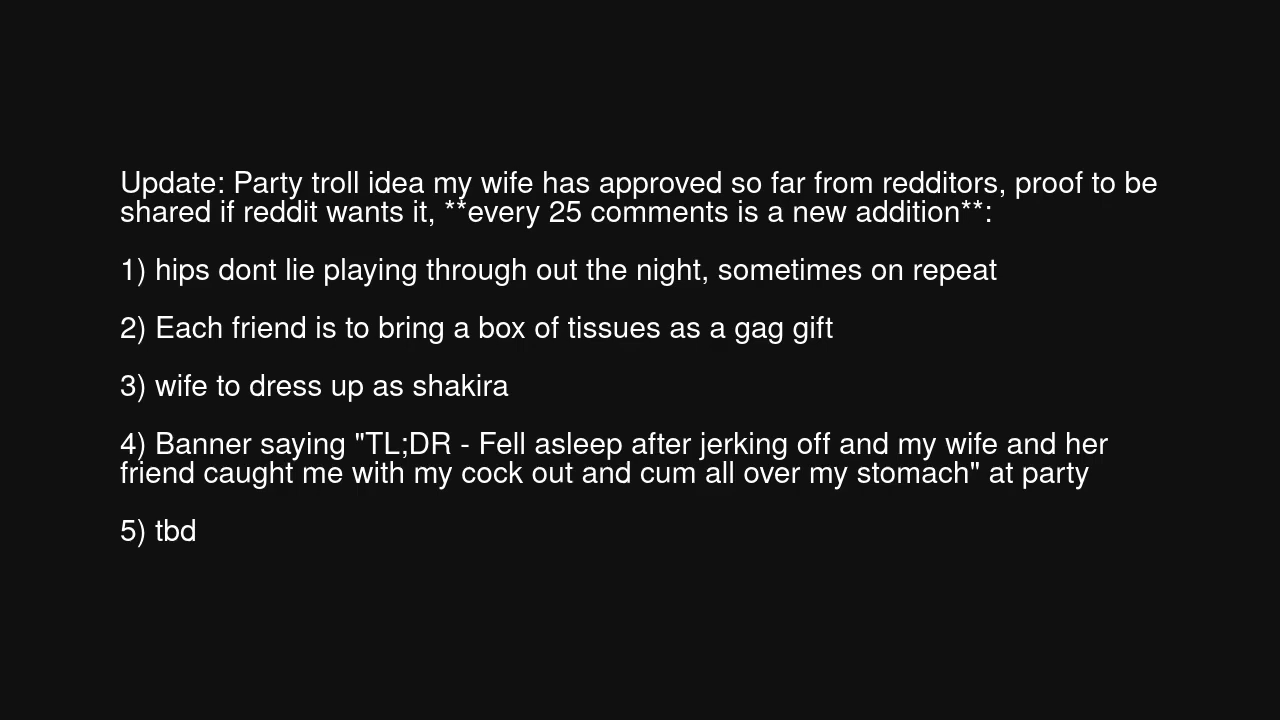 Update: Party troll idea my wife has approved so far from redditors, proof to be
shared if reddit wants it, **every 25 comments is a new addition**:
1) hips dont lie playing through out the night, sometimes on repeat
2) Each friend is to bring a box of tissues as a gag gift
3) wife to dress up as shakira
4) Banner saying "TL;DR - Fell asleep after jerking off and my wife and her
friend caught me with my cock out and cum all over my stomach" at party
5) tbd